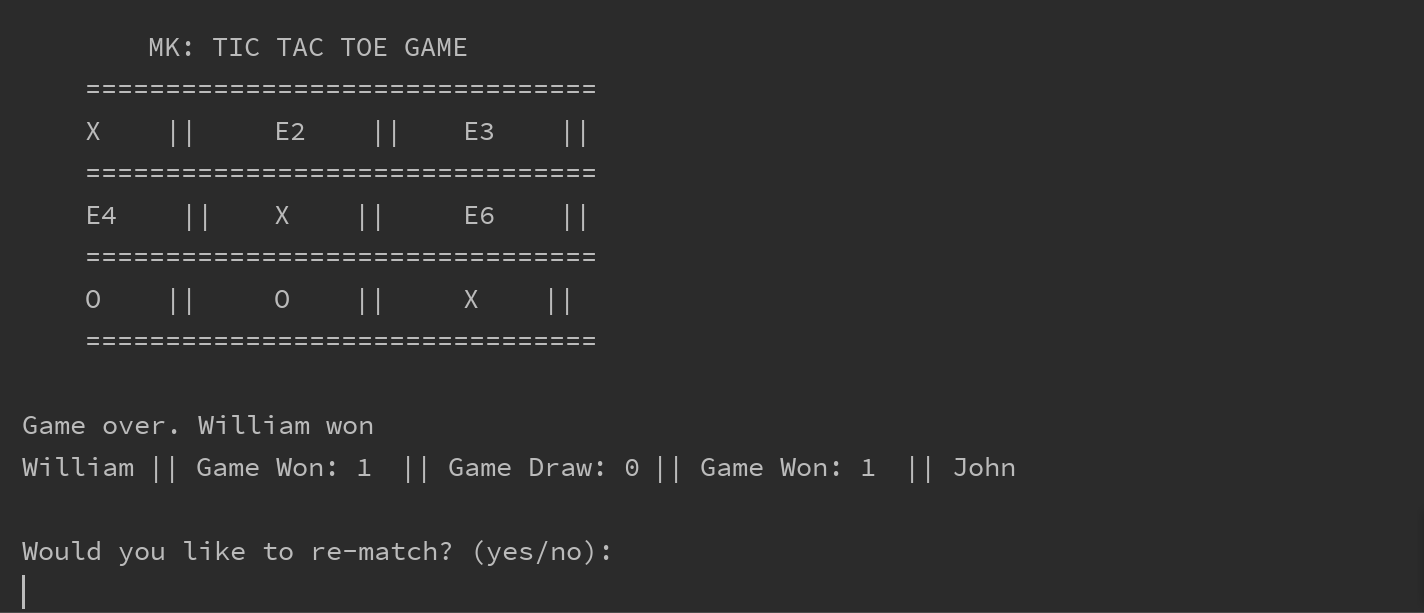 MK: TIC TAC TOE GAME
================================
X    ||     E2    ||    E3    ||
================================
E4    ||    X    ||     E6    ||
================================
O    ||     O    ||     X    ||
================================
Game over. William won
William || Game Won: 1  || Game Draw: 0 || Game Won: 1  || John
Would you like to re-match? (yes/no):